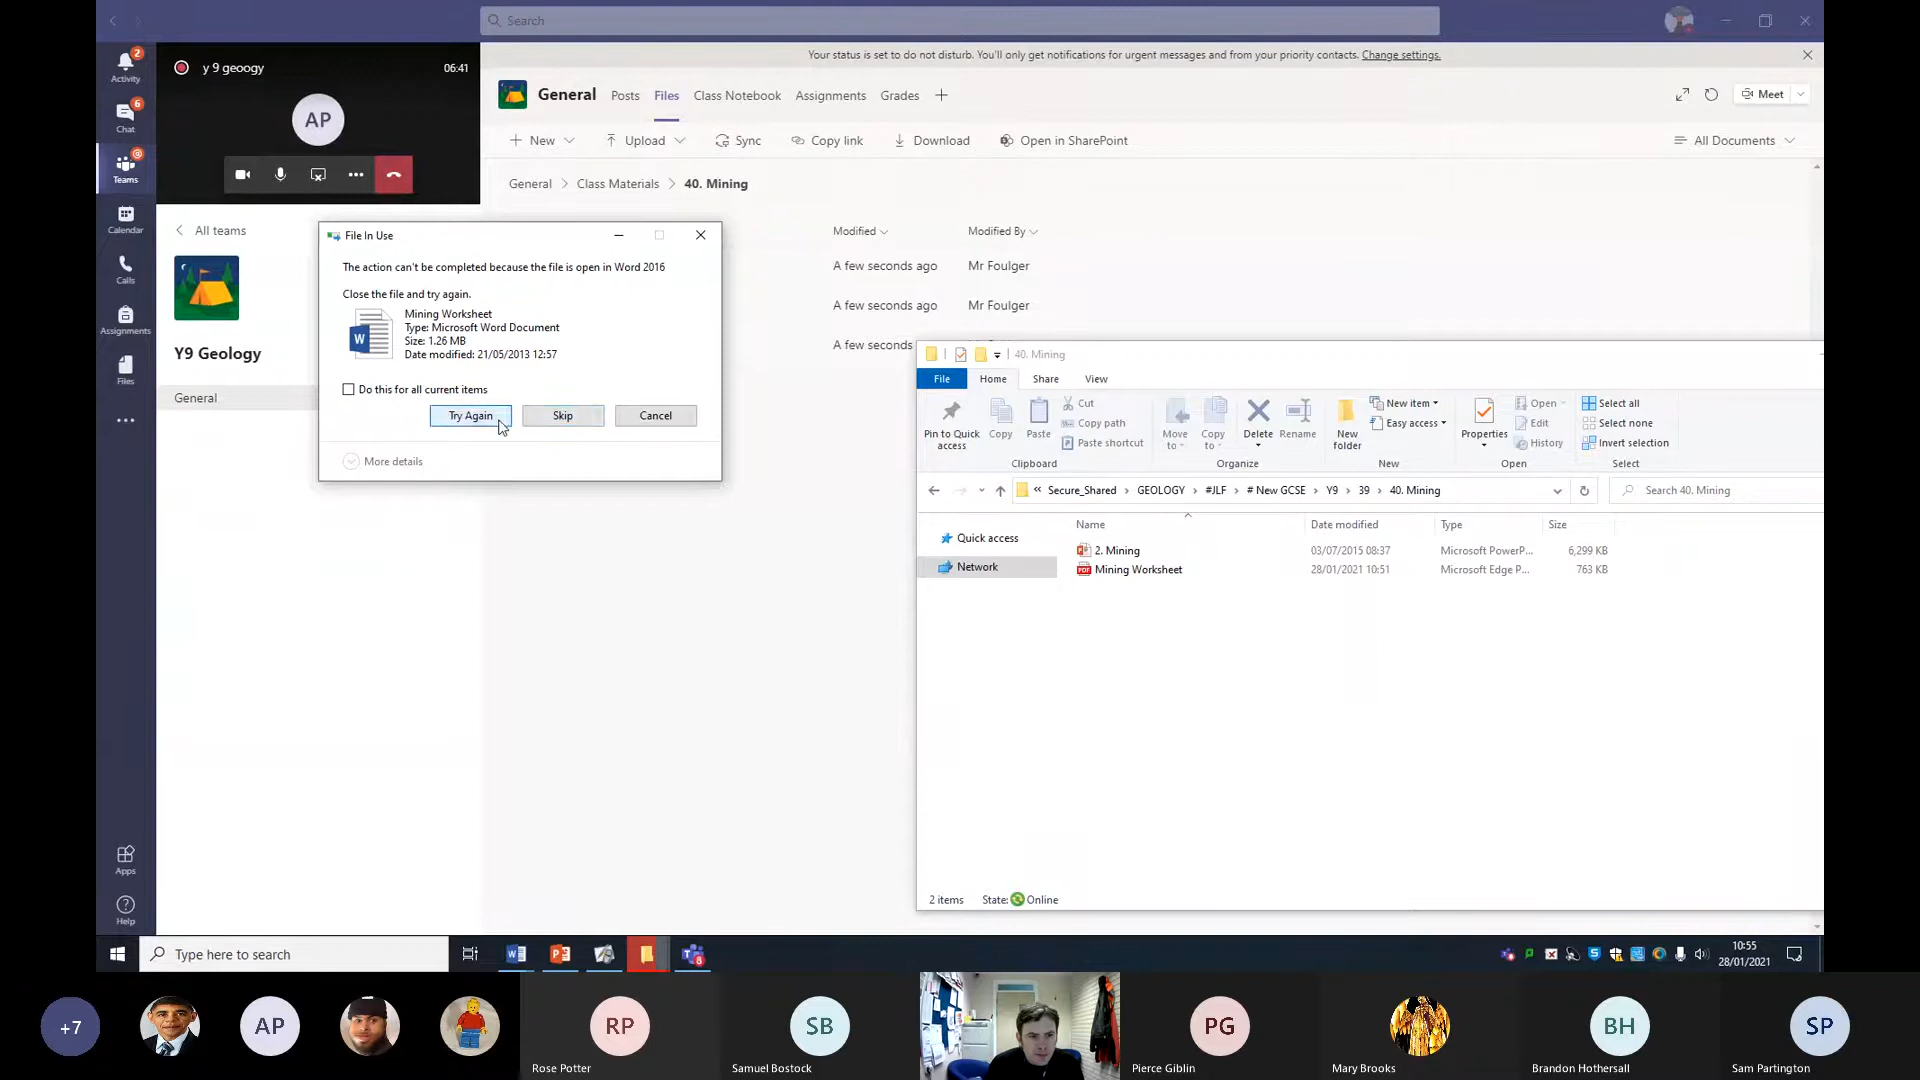 Search
Your status is set to do not disturb. You'll only get notifications for urgent messages and from your priority contacts. Change settings.
2
Activity
6
Chat
@
Teams
Calendar
Calls
Assignments
Files
Apps
Help
y 9 geoogy
06:41
AP
General
Posts
Files
Class Notebook
Assignments
Grades
Meet
New
Upload
Sync
Copy link
Download
Open in SharePoint
All Documents
General
Class Materials
40. Mining
All teams
Y9 Geology
General
Modified
Modified By
A few seconds ago
Mr Foulger
A few seconds ago
Mr Foulger
A few seconds
File In Use
The action can't be completed because the file is open in Word 2016
Close the file and try again.
W
Mining Worksheet
Type: Microsoft Word Document
Size: 1.26 MB
Date modified: 21/05/2013 12:57
Do this for all current items
Try Again
Skip
Cancel
More details
40. Mining
File
Home
Share
View
Pin to Quick access
Copy
Paste
Cut
Copy path
Paste shortcut
Clipboard
Move to
Copy to
Delete
Rename
Organize
New folder
New item
Easy access
New
Properties
Open
Edit
History
Open
Select all
Select none
Invert selection
Select
Secure_Shared
GEOLOGY
#JLF
# New GCSE
Y9
39
40. Mining
Search 40. Mining
Quick access
Network
Name
Date modified
Type
Size
2. Mining
03/07/2015 08:37
Microsoft PowerP...
6,299 KB
PDF
Mining Worksheet
28/01/2021 10:51
Microsoft Edge P...
763 KB
2 items
State:
Online
Type here to search
10:55
28/01/2021
+7
AP
RP
Rose Potter
SB
Samuel Bostock
PG
Pierce Giblin
Mary Brooks
BH
Brandon Hothersall
SP
Sam Partington